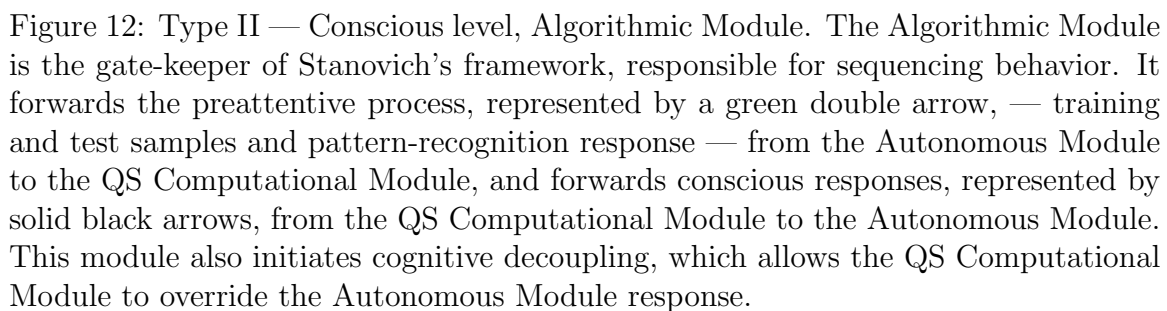 Figure 12: Type II — Conscious level, Algorithmic Module. The Algorithmic Module
is the gate-keeper of Stanovich's framework, responsible for sequencing behavior. It
forwards the preattentive process, represented by a green double arrow, — training
and test samples and pattern-recognition response — from the Autonomous Module
to the QS Computational Module, and forwards conscious responses, represented by
solid black arrows, from the QS Computational Module to the Autonomous Module.
This module also initiates cognitive decoupling, which allows the QS Computational
Module to override the Autonomous Module response.